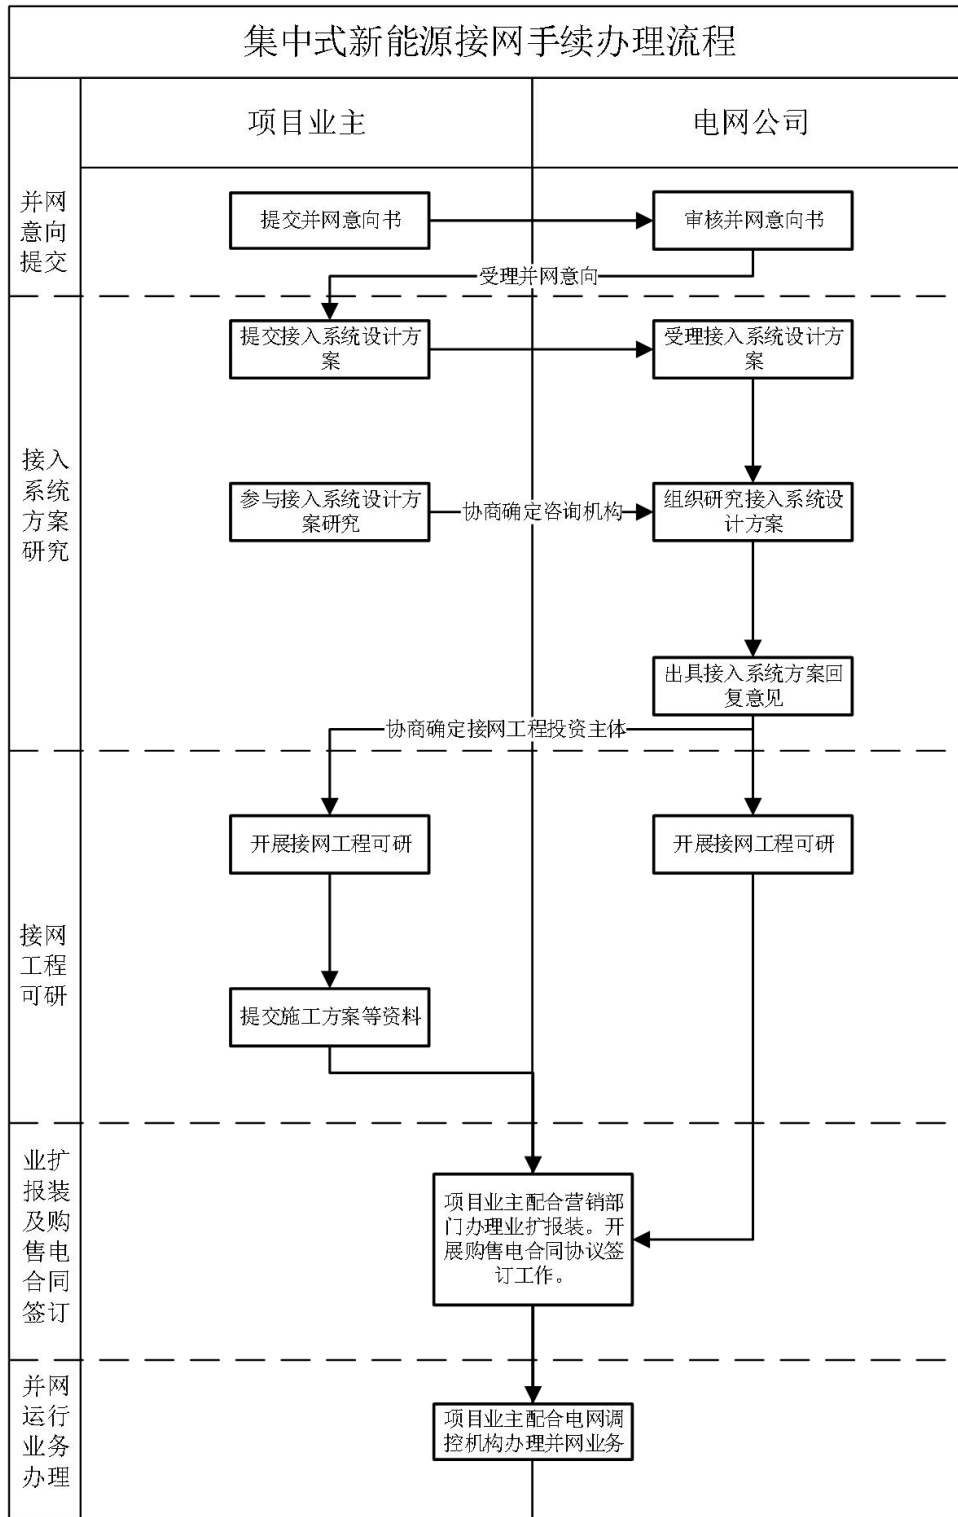 集中式新能源接网手续办理流程
项目业主
电网公司
并网
意向
提交
提交并网意向书
审核并网意向书
受理并网意向
接入
系统
方案
研究
提交接入系统设计方
案
受理接入系统设计方
案
参与接入系统设计方
案研究
协商确定咨询机构
组织研究接入系统设
计方案
出具接入系统方案回
复意见
协商确定接网工程投资主体
接网
工程
可研
开展接网工程可研
开展接网工程可研
提交施工方案等资料
业扩
报装
及购
售电
合同
签订
项目业主配合营销部
门办理业扩报装。开
展购售电合同协议签
订工作。
并网
运行
业务
办理
项目业主配合电网调
控机构办理并网业务